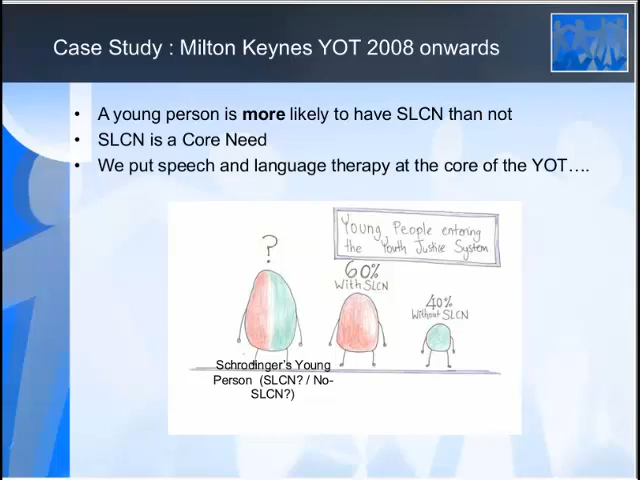 Case Study : Milton Keynes YOT 2008 onwards
• A young person is more likely to have SLCN than not
• SLCN is a Core Need
• We put speech and language therapy at the core of the YOT….
Young People entering
the Youth Justice System
?
60%
With SLCN
40%
Without SLCN
Schrodinger's Young
Person (SLCN? / No-
SLCN?)